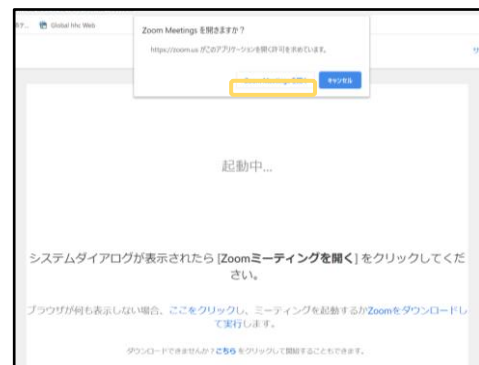 Global hhc Web
Zoom Meetings を開きますか？
https://zoom.us がこのアプリケーションを開く許可を求めています。
キャンセル
起動中...
システムダイアログが表示されたら [Zoomミーティングを開く] をクリックしてくだ
さい。
ブラウザが何も表示しない場合、ここをクリックし、ミーティングを起動するかZoomをダウンロードし
て実行します。
ダウンロードできませんか？こちら をクリックして開始することもできます。